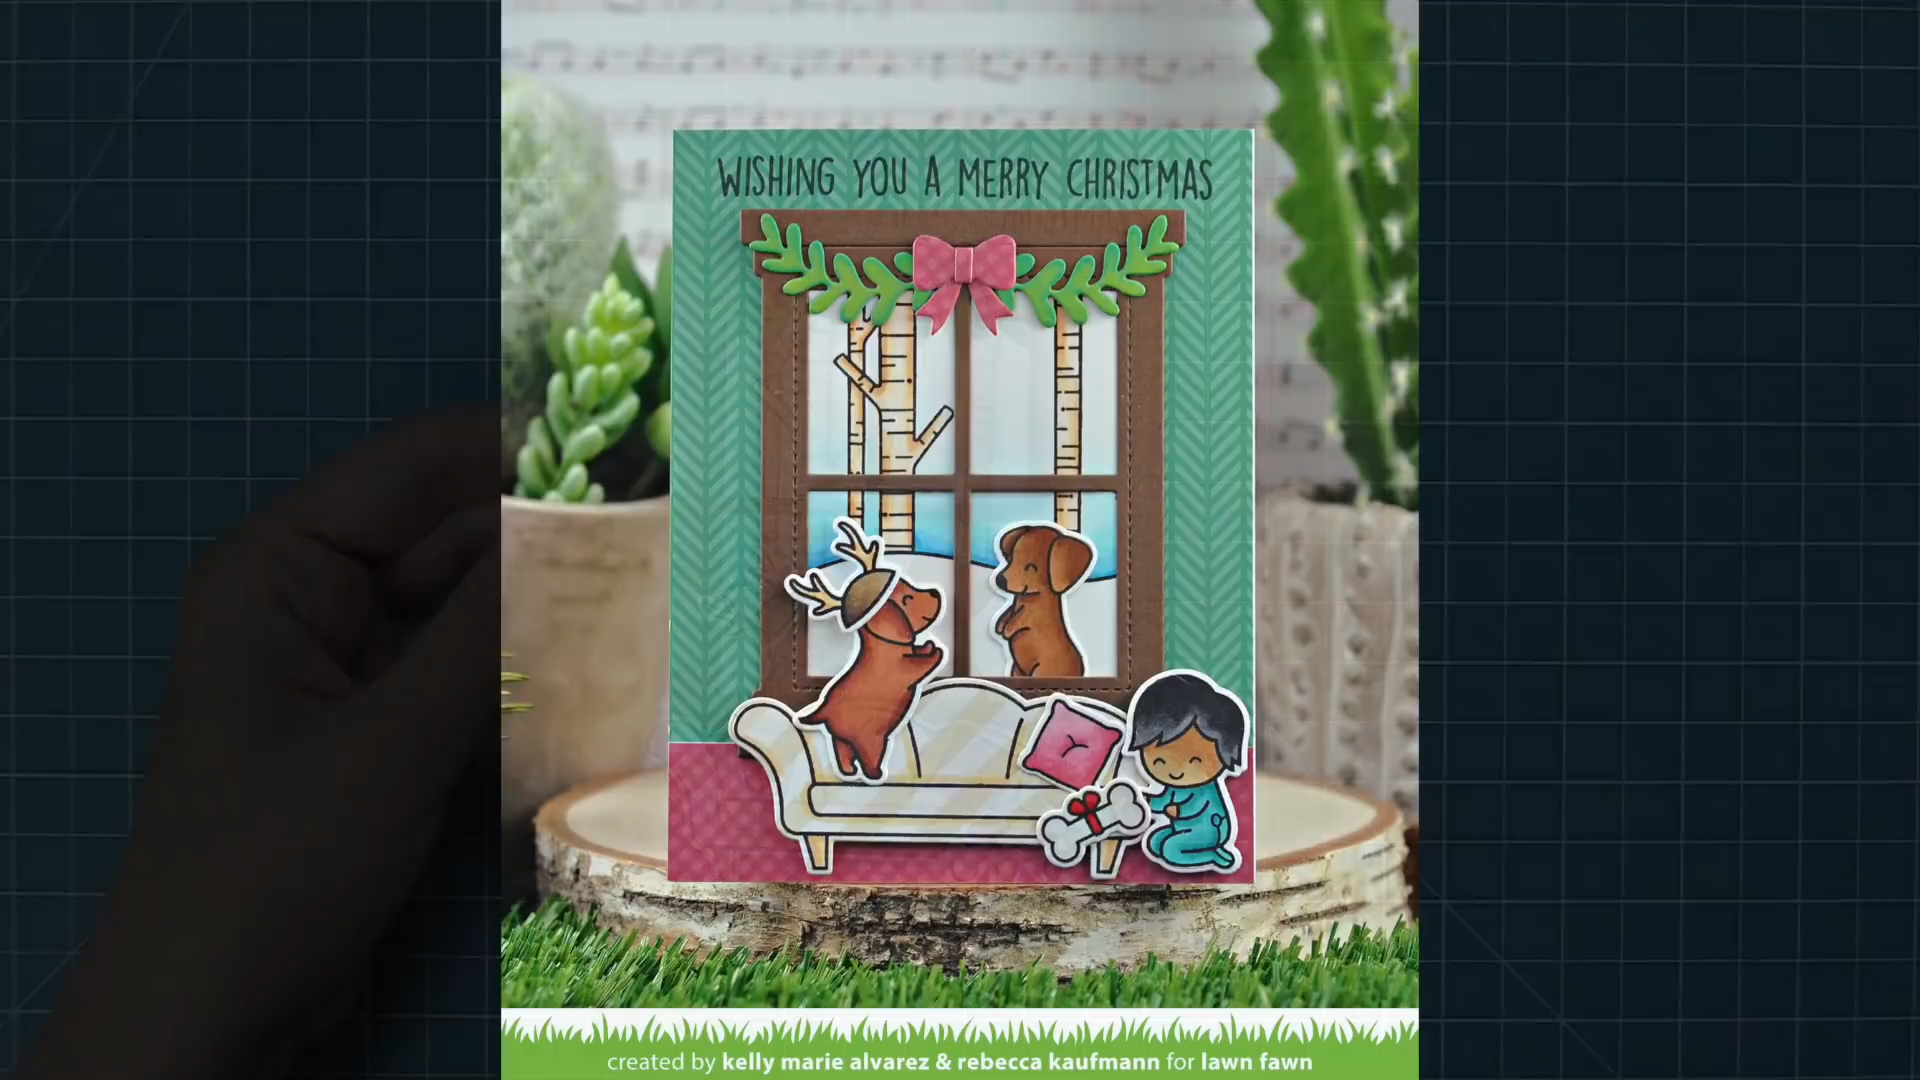 WISHING YOU A MERRY CHRISTMAS
created by kelly marie alvarez & rebecca kaufmann for lawn fawn